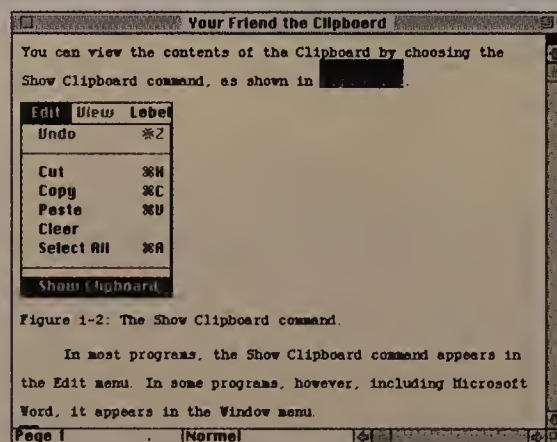 Your Friend the Clipboard
You can view the contents of the Clipboard by choosing the
Show Clipboard command, as shown in
Edit View Label
Undo ⌘Z
Cut ⌘X
Copy ⌘C
Paste ⌘V
Clear
Select All ⌘A
Show Clipboard
Figure 1-2: The Show Clipboard command.
In most programs, the Show Clipboard command appears in
the Edit menu. In some programs, however, including Microsoft
Word, it appears in the Window menu.
Page 1 Normal